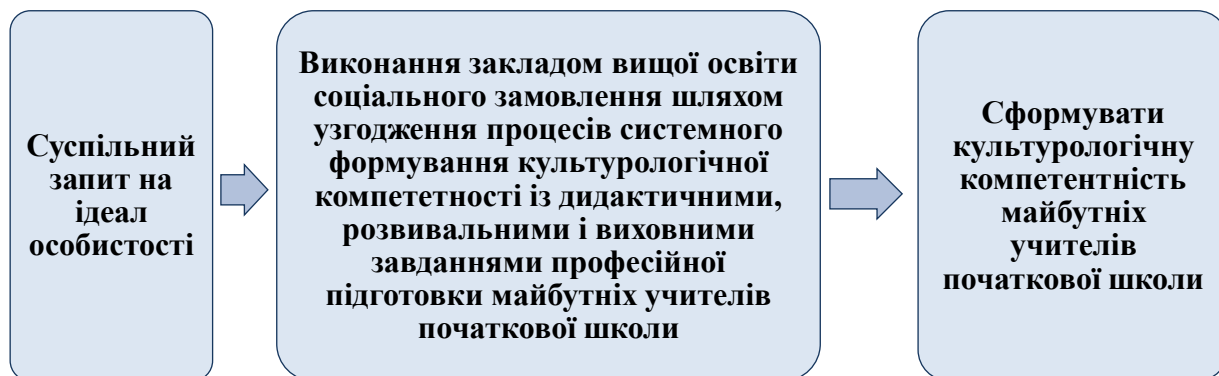 Суспільний
запит на
ідеал
особистості
Виконання закладом вищої освіти
соціального замовлення шляхом
узгодження процесів системного
формування культурологічної
компететності із дидактичними,
розвивальними і виховними
завданнями професійної
підготовки майбутніх учителів
початкової школи
Сформувати
культурологічну
компетентність
майбутніх
учителів
початкової школи